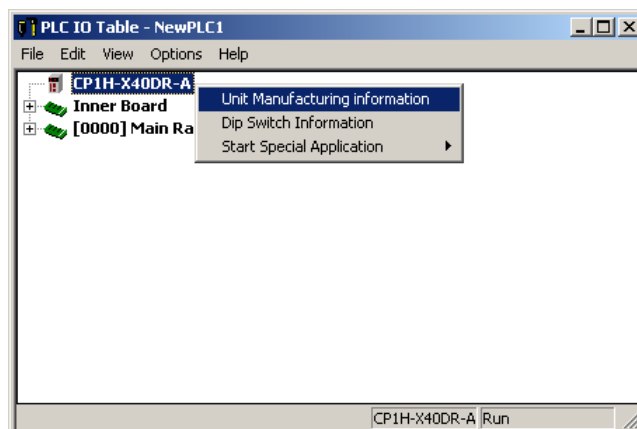 PLC IO Table - NewPLC1
File Edit View Options Help
CP1H-X40DR-A
Inner Board
[0000] Main Ra
Unit Manufacturing information
Dip Switch Information
Start Special Application
CP1H-X40DR-A Run